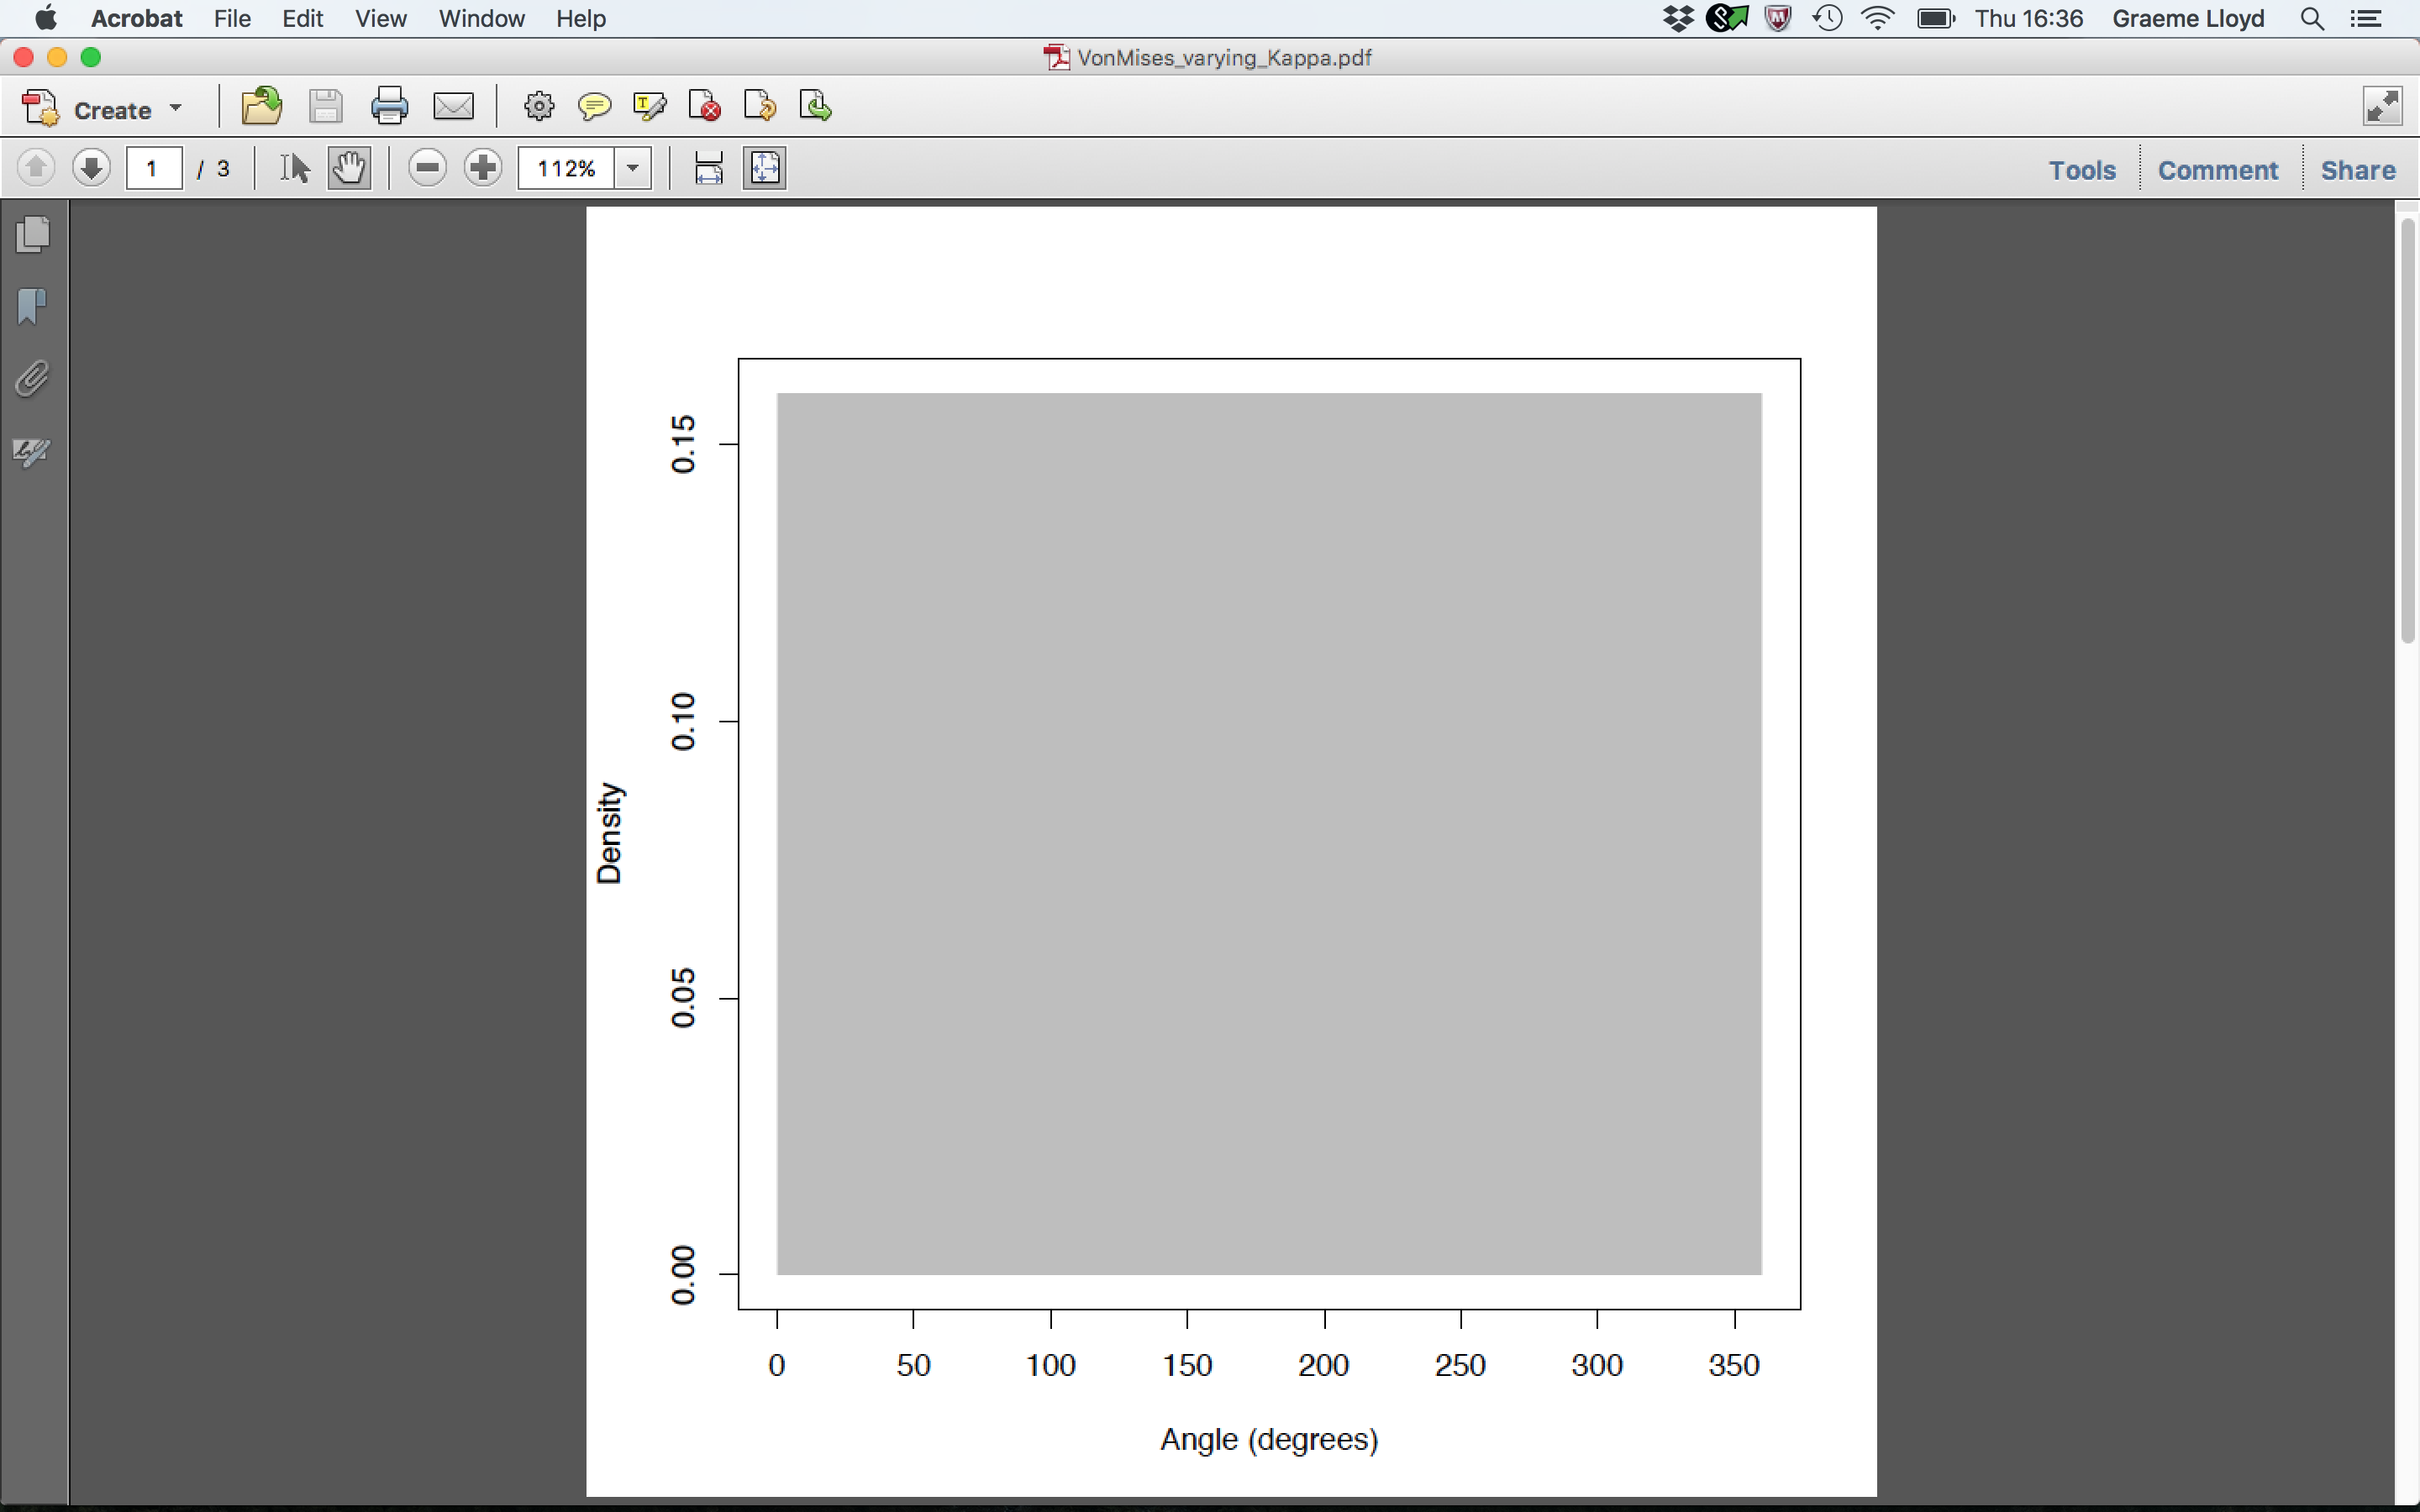 Acrobat File Edit View Window Help Thu 16:36 Graeme Lloyd
VonMises_varying_Kappa.pdf
Create
1 / 3 112% Tools Comment Share
0.15
0.10
0.05
0.00
Density
0 50 100 150 200 250 300 350
Angle (degrees)